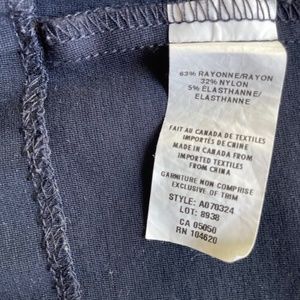 63% RAYONNE/RAYON
32% NYLON
5% ELASTHANNE/
ELASTHANNE
FAIT AU CANADA DE TEXTILES
IMPORTÉS DE CHINE
MADE IN CANADA FROM
IMPORTED TEXTILES
FROM CHINA
GARNITURE NON COMPRISE
EXCLUSIVE OF TRIM
STYLE: A070324
LOT: 8938
CA 05050
RN 104620